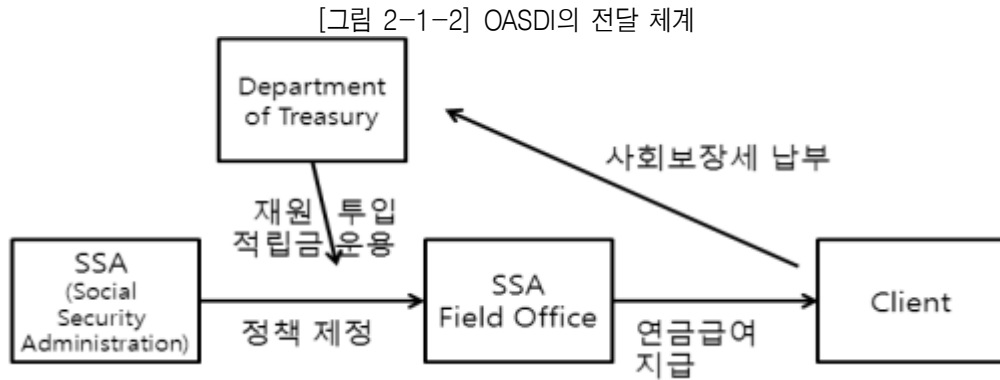 [그림 2-1-2] OASDI의 전달 체계
Department
of Treasury
사회보장세 납부
재원 투입
적립금 운용
SSA
(Social
Security
Administration)
정책 제정
SSA
Field Office
연금급여
지급
Client